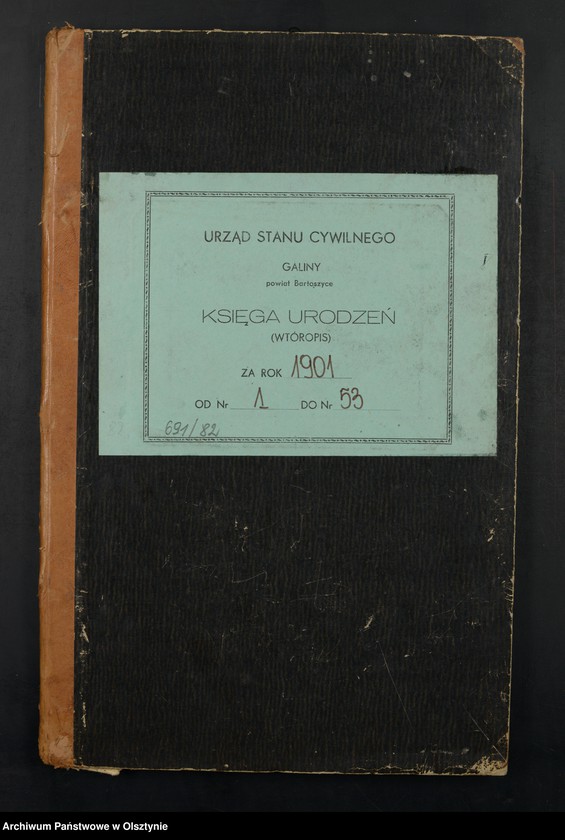 URZĄD STANU CYWILNEGO
GALINY
powiat Bartoszyce
KSIĘGA URODZEŃ
(WTÓROPIS)
ZA ROK 1901
OD Nr 1 DO Nr 53
691/82
Archiwum Państwowe w Olsztynie